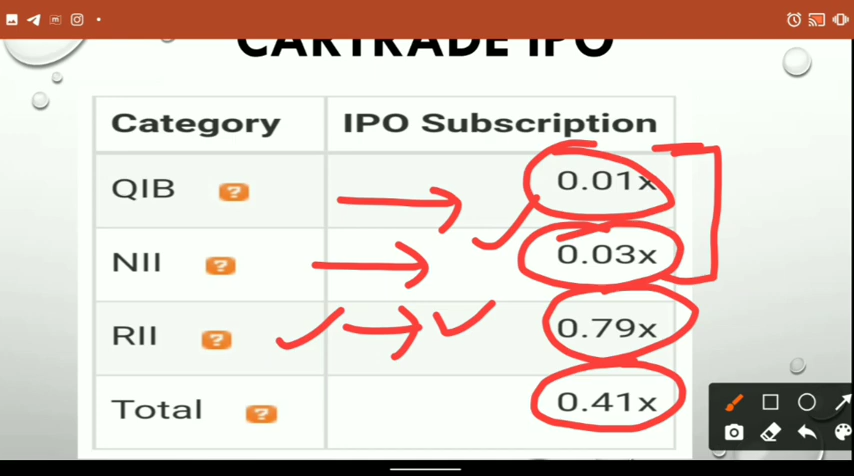 CARTRADE IPO
Category IPO Subscription
QIB ? 0.01x
NII ? 0.03x
RII ? 0.79x
Total ? 0.41x